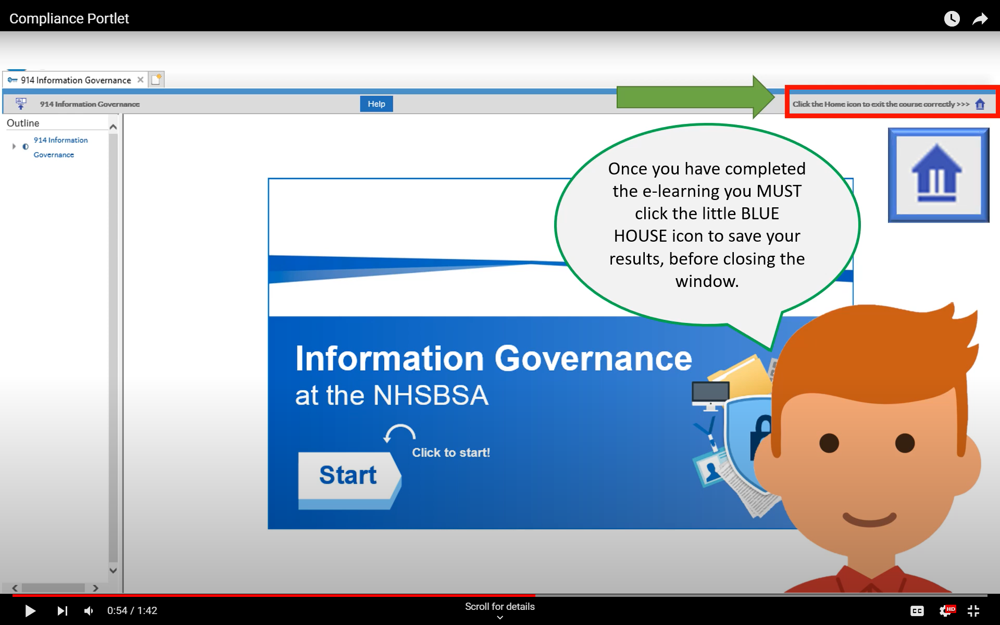 Compliance Portlet
914 Information Governance
914 Information Governance
Help
Click the Home icon to exit the course correctly >>>
Outline
914 Information
Governance
Once you have completed
the e-learning you MUST
click the little BLUE
HOUSE icon to save your
results, before closing the
window.
Information Governance
at the NHSBSA
Click to start!
Start
0:54 / 1:42
Scroll for details
CC
HD